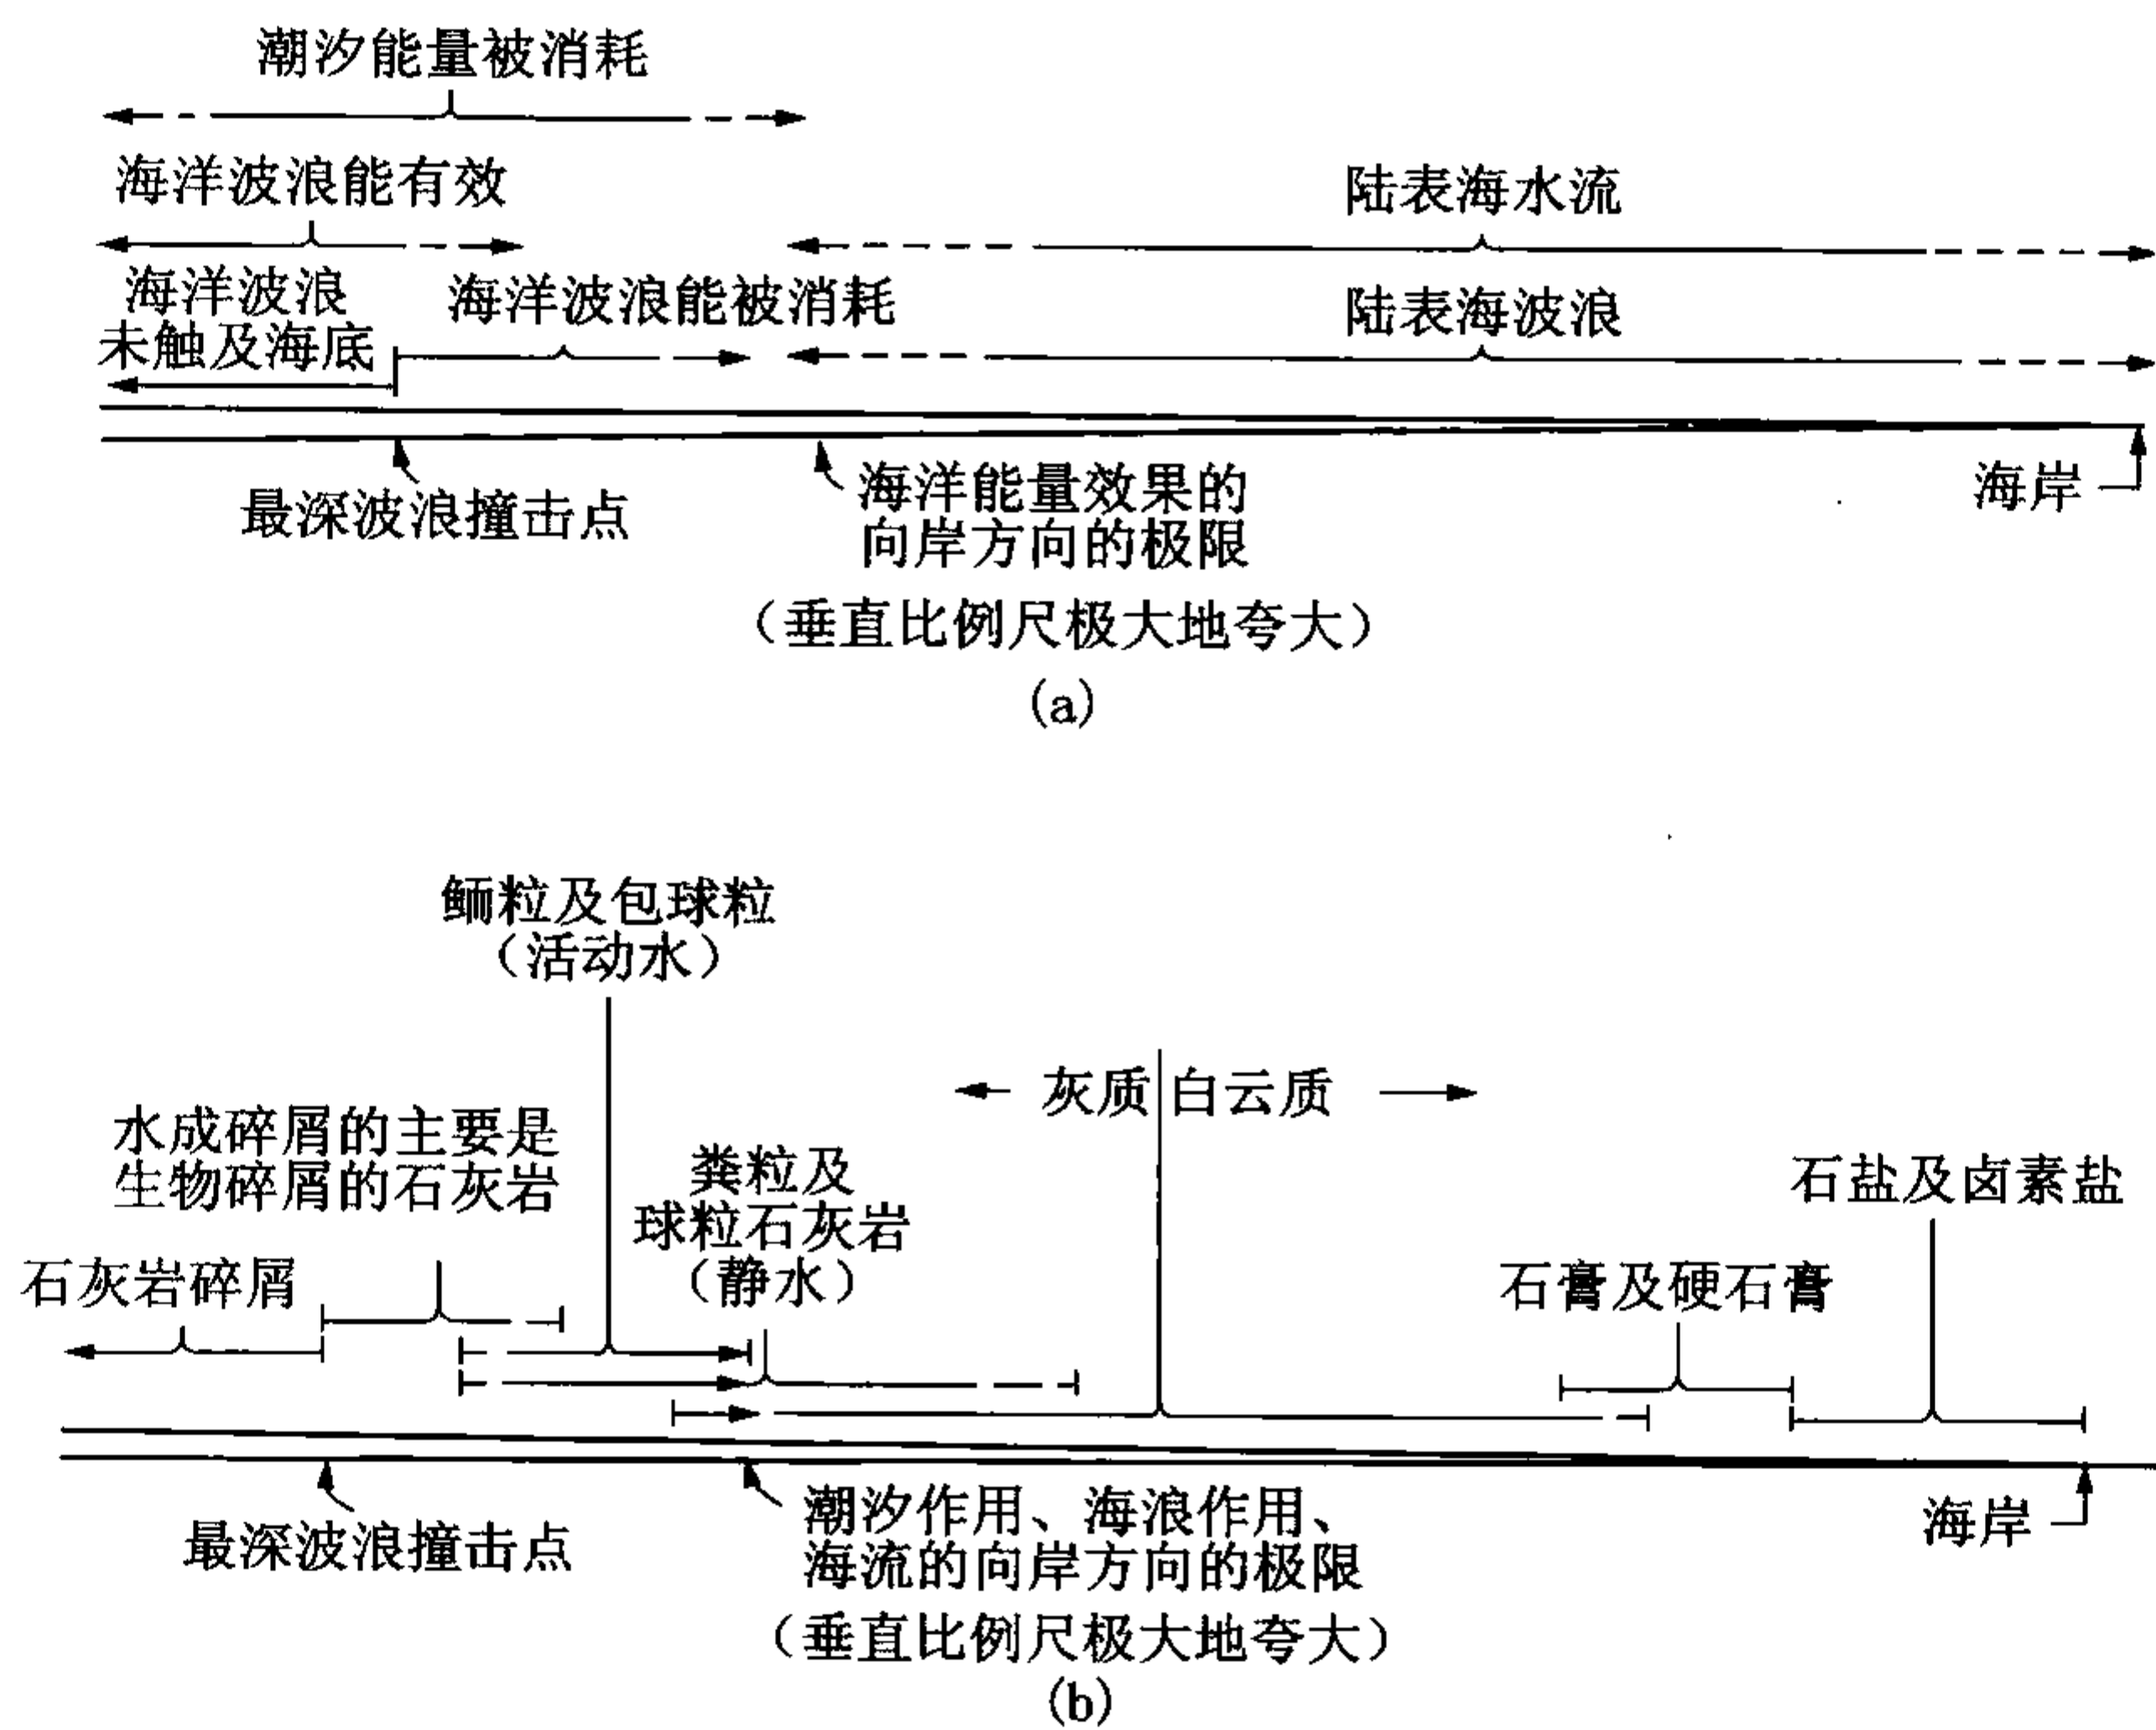 潮汐能量被消耗
海洋波浪能有效
陆表海水流
海洋波浪
未触及海底
海洋波浪能被消耗
陆表海波浪
最深波浪撞击点
海洋能量效果的
向岸方向的极限
海岸
（垂直比例尺极大地夸大）
(a)
鲕粒及包球粒
（活动水）
灰质 白云质
水成碎屑的主要是
生物碎屑的石灰岩
粪粒及
球粒石灰岩
（静水）
石盐及卤素盐
石灰岩碎屑
石膏及硬石膏
最深波浪撞击点
潮汐作用、海浪作用、
海流的向岸方向的极限
海岸
（垂直比例尺极大地夸大）
(b)